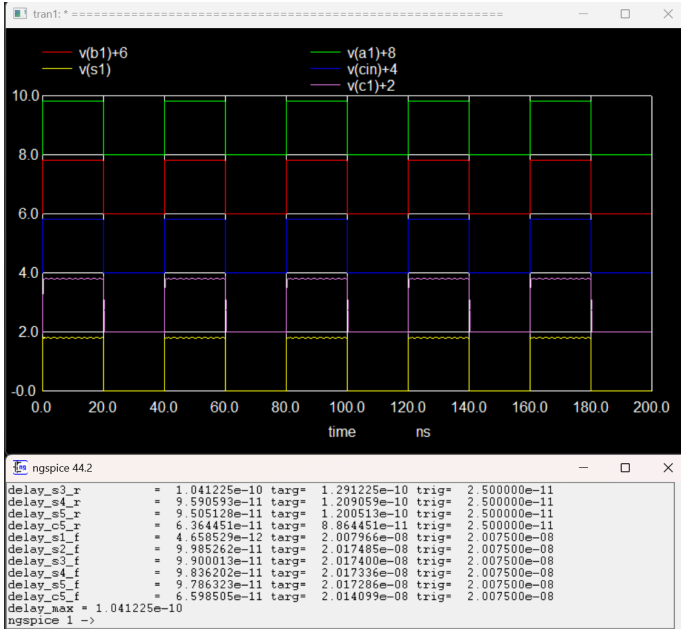 tran1: * ============================================================
v(b1)+6 v(a1)+8
v(s1) v(cin)+4
v(c1)+2
10.0
8.0
6.0
4.0
2.0
-0.0
0.0 20.0 40.0 60.0 80.0 100.0 120.0 140.0 160.0 180.0 200.0
time ns
ngspice 44.2
delay_s3_r = 1.041225e-10 targ= 1.291225e-10 trig= 2.500000e-11
delay_s4_r = 9.590593e-11 targ= 1.209059e-10 trig= 2.500000e-11
delay_s5_r = 9.505128e-11 targ= 1.200513e-10 trig= 2.500000e-11
delay_c5_r = 6.364451e-11 targ= 8.864451e-11 trig= 2.500000e-11
delay_s1_f = 4.658529e-12 targ= 2.007966e-08 trig= 2.007500e-08
delay_s2_f = 9.985262e-11 targ= 2.017485e-08 trig= 2.007500e-08
delay_s3_f = 9.900013e-11 targ= 2.017400e-08 trig= 2.007500e-08
delay_s4_f = 9.836202e-11 targ= 2.017336e-08 trig= 2.007500e-08
delay_s5_f = 9.786323e-11 targ= 2.017286e-08 trig= 2.007500e-08
delay_c5_f = 6.598505e-11 targ= 2.014099e-08 trig= 2.007500e-08
delay_max = 1.041225e-10
ngspice 1 ->